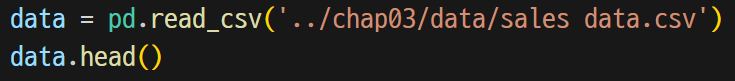 data = pd.read_csv('../chap03/data/sales data.csv')
data.head()